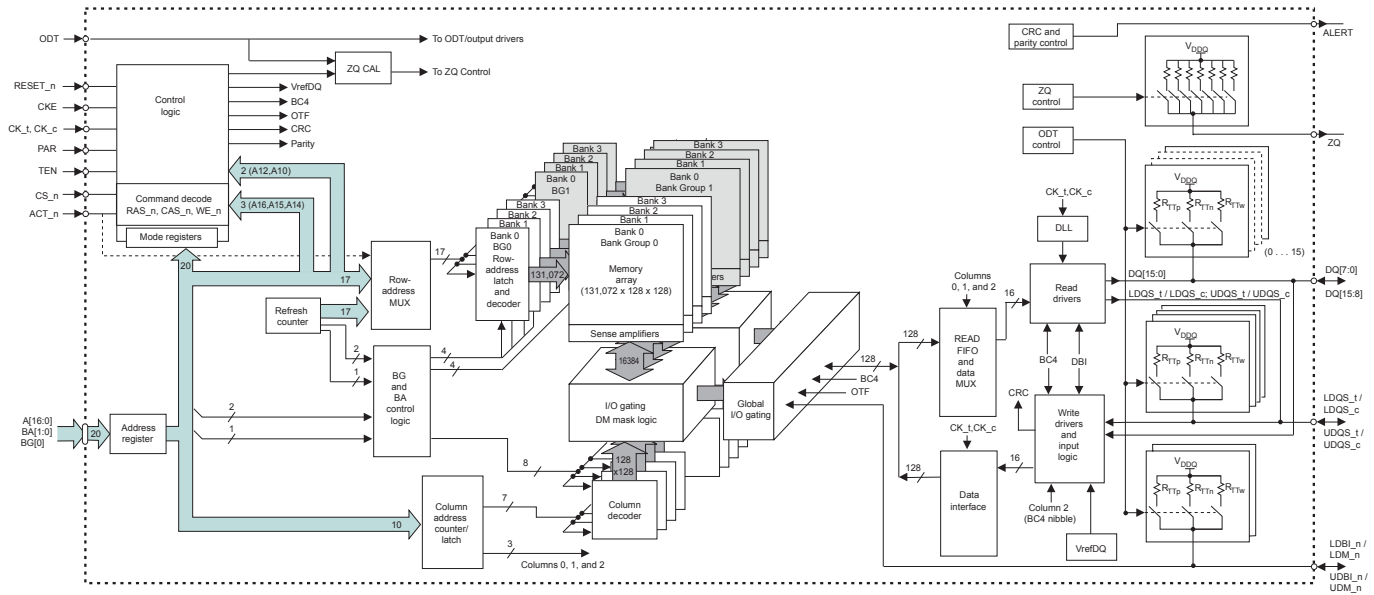 ODT
To ODT/output drivers
ZQ CAL
To ZQ Control
RESET_n
CKE
CK_t, CK_c
PAR
TEN
CS_n
ACT_n
Control
logic
VrefDQ
BC4
OTF
CRC
Parity
2 (A12,A10)
3 (A16,A15,A14)
Command decode
RAS_n, CAS_n, WE_n
Mode registers
20
17
Refresh
counter
17
Row-
address
MUX
17
2
1
BG
and
BA
control
logic
4
4
2
1
A[16:0]
BA[1:0]
BG[0]
20
Address
register
10
Column
address
counter/
latch
7
3
Columns 0, 1, and 2
8
Bank 3
Bank 2
Bank 1
Bank 0
BG1
Bank 3
Bank 2
Bank 1
Bank 0
BG0
Row-
address
latch
and
decoder
131,072
Bank 3
Bank 2
Bank 1
Bank 0
Bank Group 1
Bank 3
Bank 2
Bank 1
Bank 0
Bank Group 0
Memory
array
(131,072 x 128 x 128)
ers
Sense amplifiers
16384
I/O gating
DM mask logic
128
x128
Column
decoder
Global
I/O gating
128
BC4
OTF
128
128
Columns
0, 1, and 2
READ
FIFO
and
data
MUX
16
CK_t,CK_c
DLL
Read
drivers
BC4
DBI
CRC
Write
drivers
and
input
logic
16
CK_t,CK_c
Data
interface
Column 2
(BC4 nibble)
VrefDQ
DQ[15:0]
LDQS_t / LDQS_c; UDQS_t / UDQS_c
CRC and
parity control
ZQ
control
ODT
control
VDDQ
VDDQ
RTTp RTTn RTTw
(0 . . . 15)
VDDQ
RTTp RTTn RTTw
VDDQ
RTTp RTTn RTTw
ALERT
ZQ
DQ[7:0]
DQ[15:8]
LDQS_t /
LDQS_c
UDQS_t /
UDQS_c
LDBI_n /
LDM_n
UDBI_n /
UDM_n